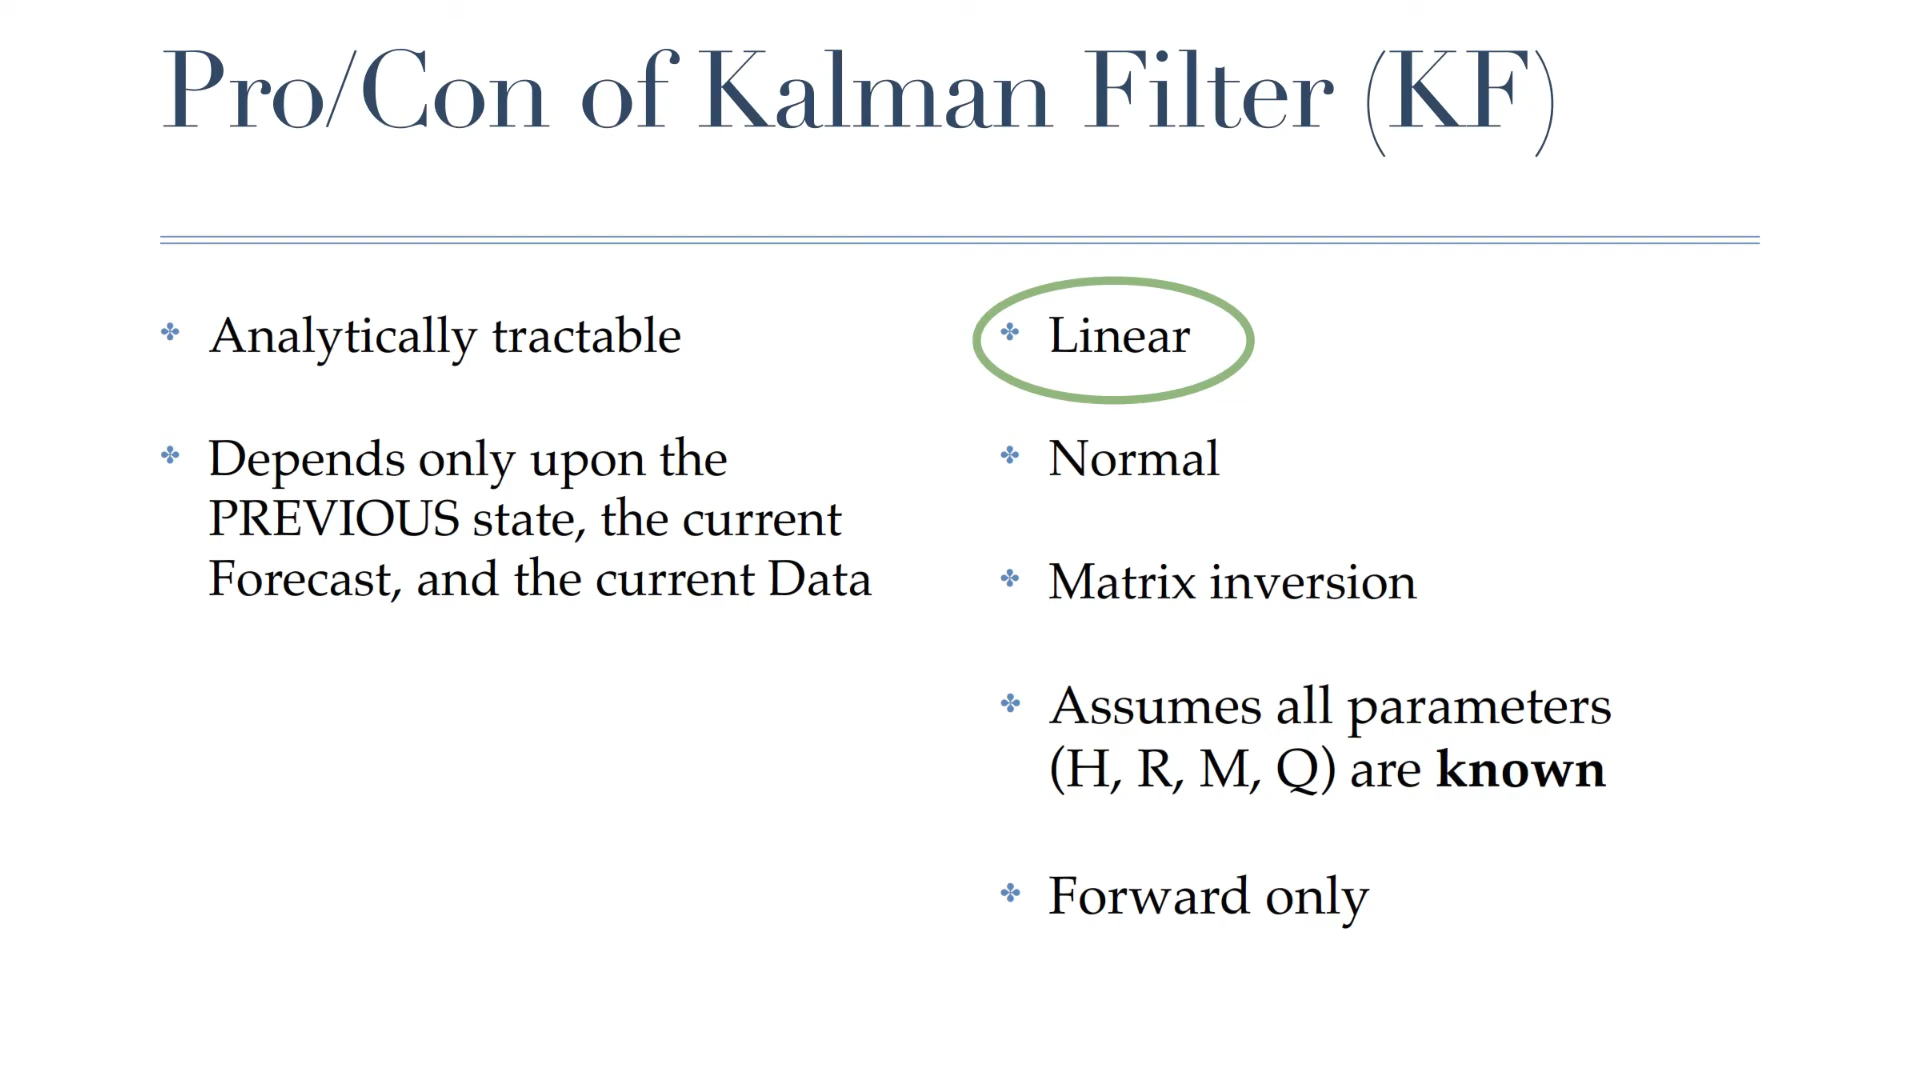 Pro/Con of Kalman Filter (KF)
Analytically tractable
Depends only upon the
PREVIOUS state, the current
Forecast, and the current Data
Linear
Normal
Matrix inversion
Assumes all parameters
(H, R, M, Q) are known
Forward only